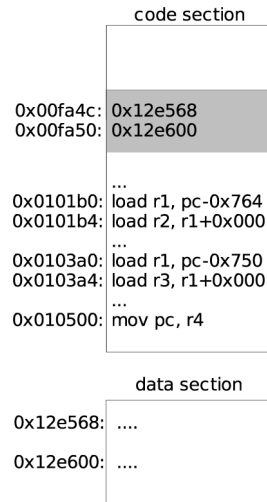 code section
0x00fa4c: 0x12e568
0x00fa50: 0x12e600
...
0x0101b0: load r1, pc-0x764
0x0101b4: load r2, r1+0x000
...
0x0103a0: load r1, pc-0x750
0x0103a4: load r3, r1+0x000
...
0x010500: mov pc, r4
data section
0x12e568: ....
0x12e600: ....